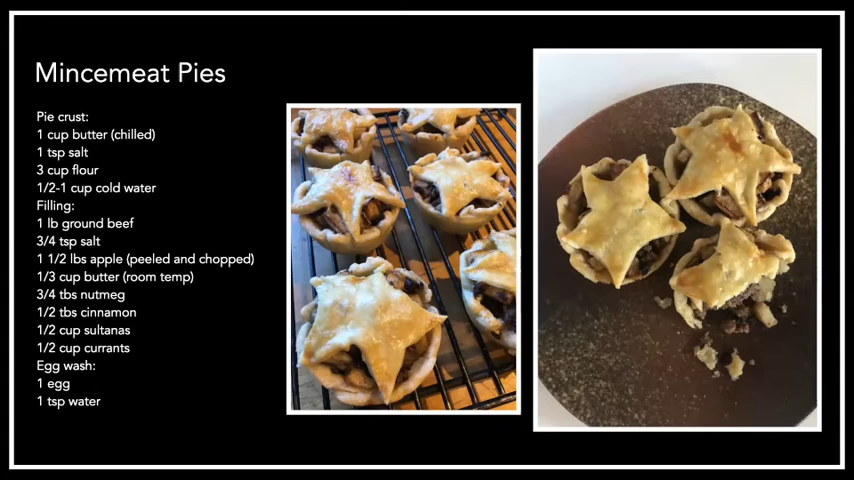 Mincemeat Pies
Pie crust:
1 cup butter (chilled)
1 tsp salt
3 cup flour
1/2-1 cup cold water
Filling:
1 lb ground beef
3/4 tsp salt
1 1/2 lbs apple (peeled and chopped)
1/3 cup butter (room temp)
3/4 tbs nutmeg
1/2 tbs cinnamon
1/2 cup sultanas
1/2 cup currants
Egg wash:
1 egg
1 tsp water